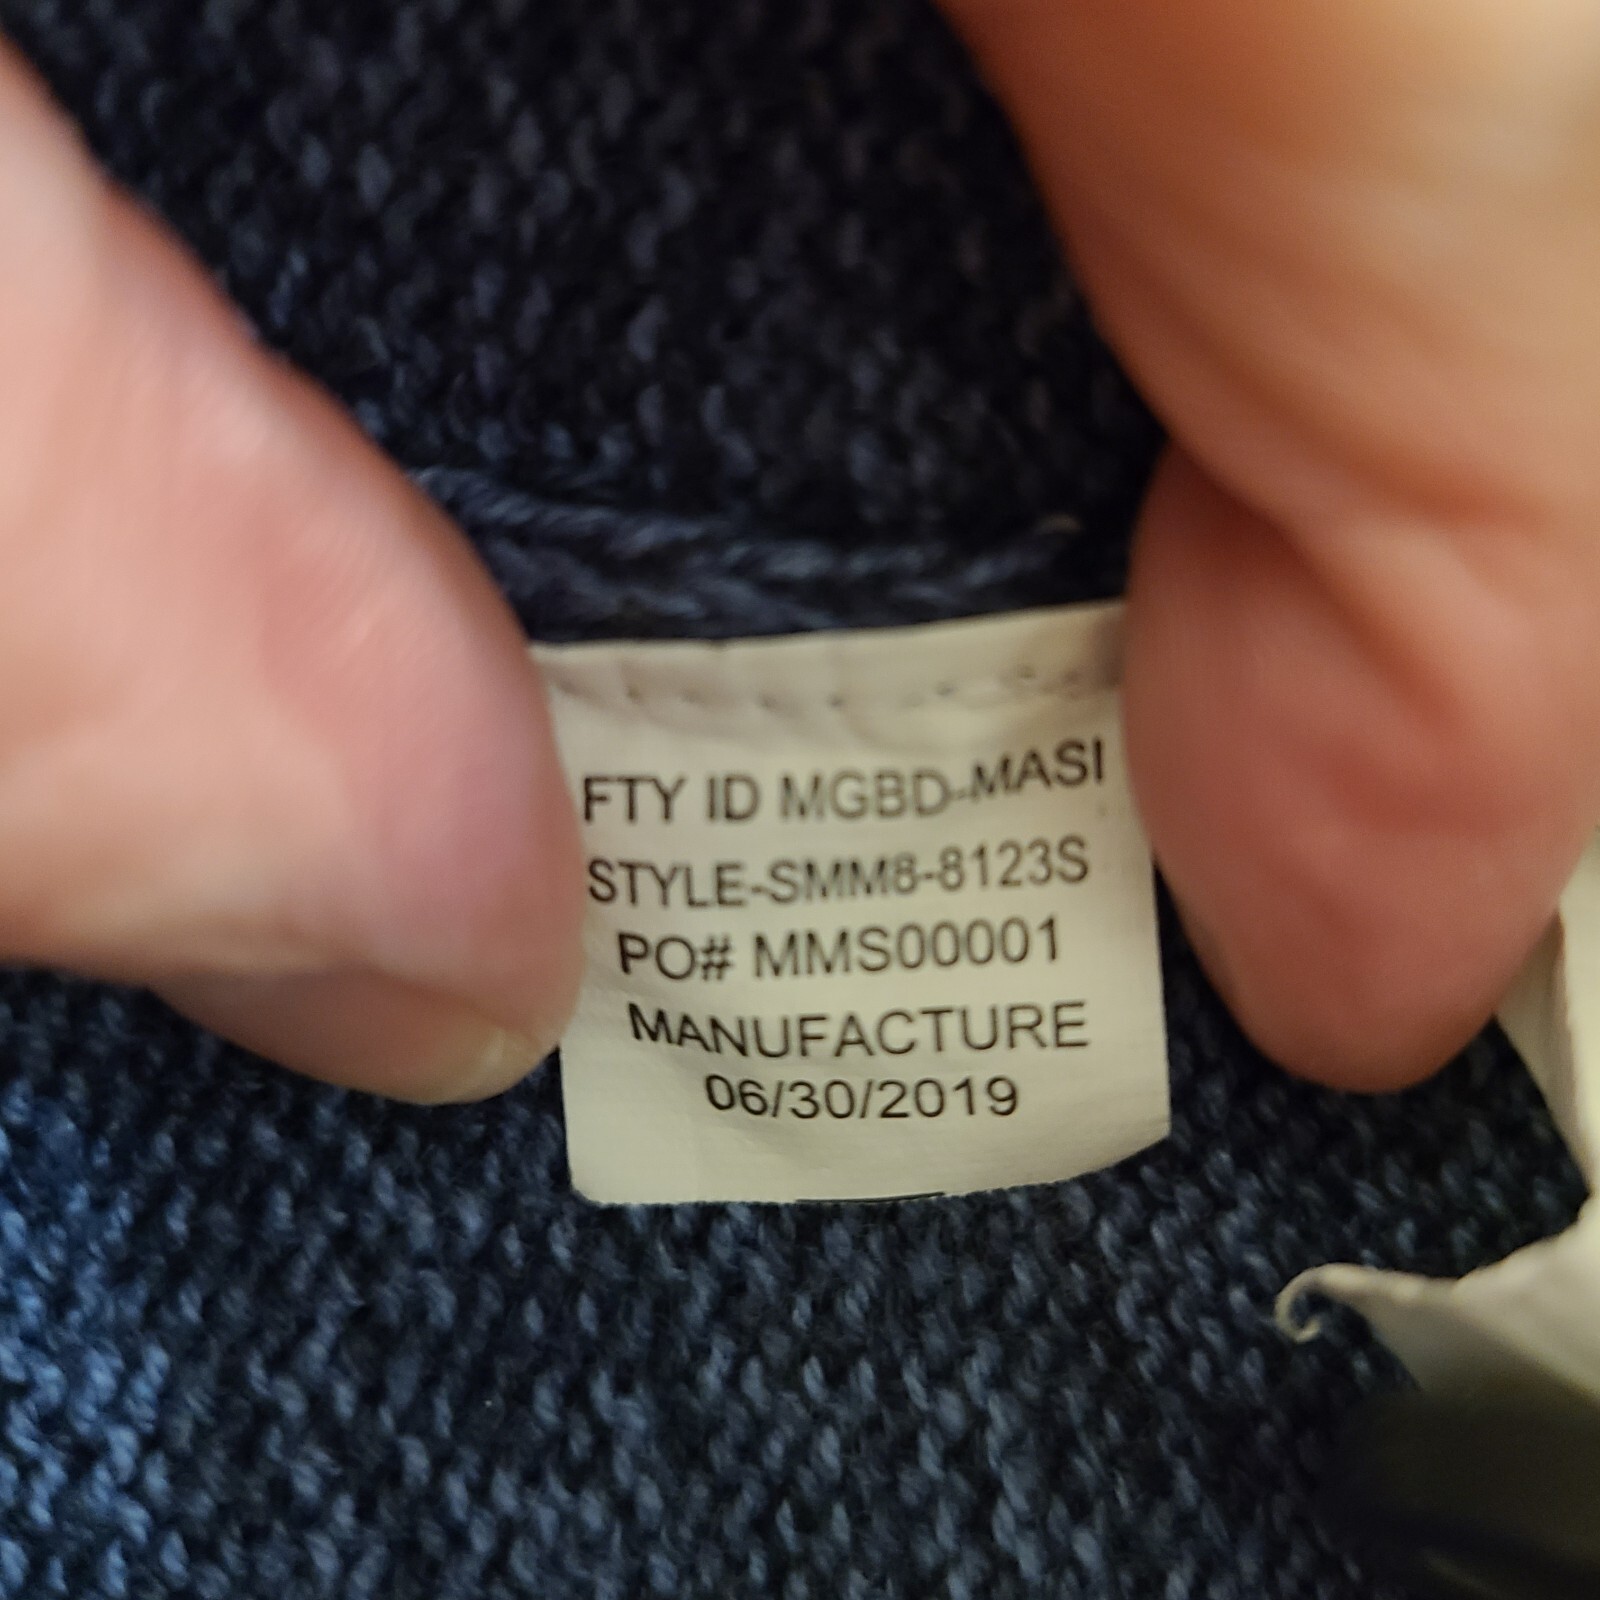 FTY ID MGBD-MASI
STYLE-SMM8-8123S
PO# MMS00001
MANUFACTURE
06/30/2019